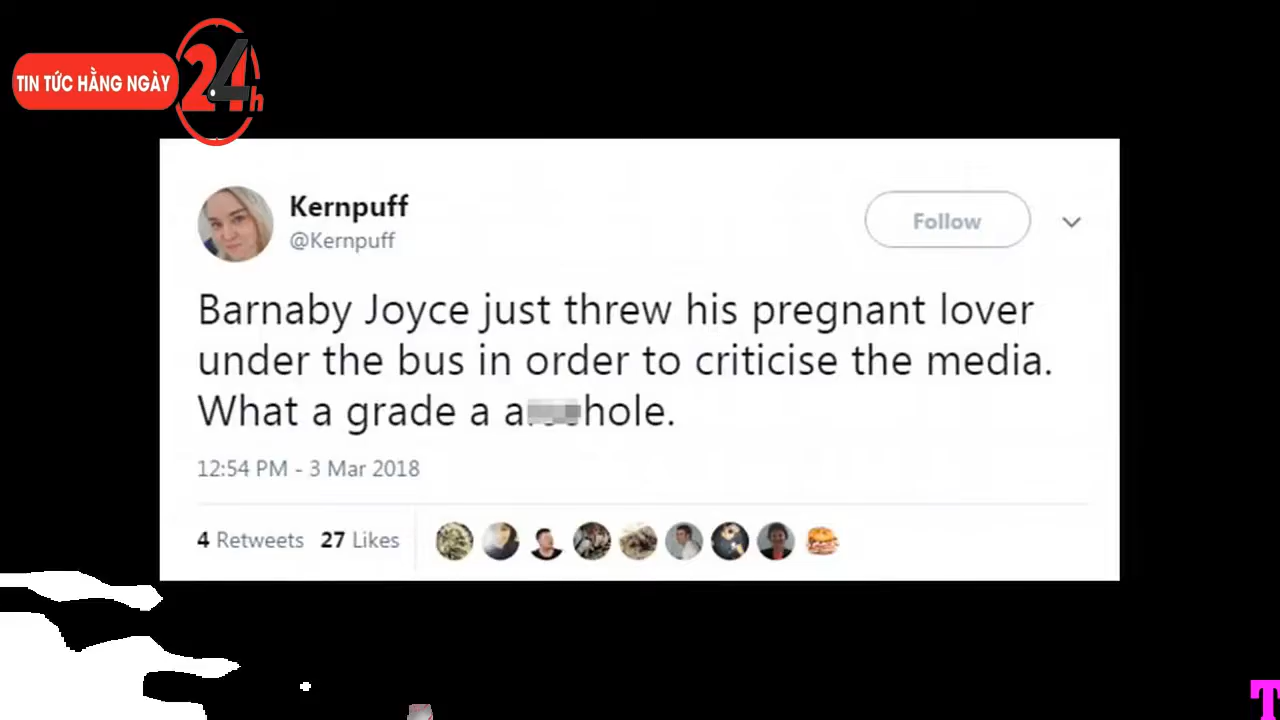 TIN TỨC HẰNG NGÀY
24h
Kernpuff
@Kernpuff
Follow
Barnaby Joyce just threw his pregnant lover
under the bus in order to criticise the media.
What a grade a a hole.
12:54 PM - 3 Mar 2018
4 Retweets 27 Likes
T